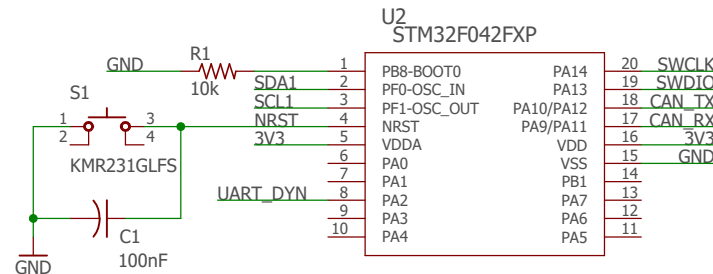 U2
STM32F042FXP
R1
GND
10k
1 PB8-BOOT0 PA14 20 SWCLK
SDA1 2 PF0-OSC_IN PA13 19 SWDIO
SCL1 3 PF1-OSC_OUT PA10/PA12 18 CAN_TX
NRST 4 NRST PA9/PA11 17 CAN_RX
3V3 5 VDDA VDD 16 3V3
6 PA0 VSS 15 GND
7 PA1 PB1 14
UART_DYN 8 PA2 PA7 13
9 PA3 PA6 12
10 PA4 PA5 11
S1
1 3
2 4
KMR231GLFS
C1
100nF
GND